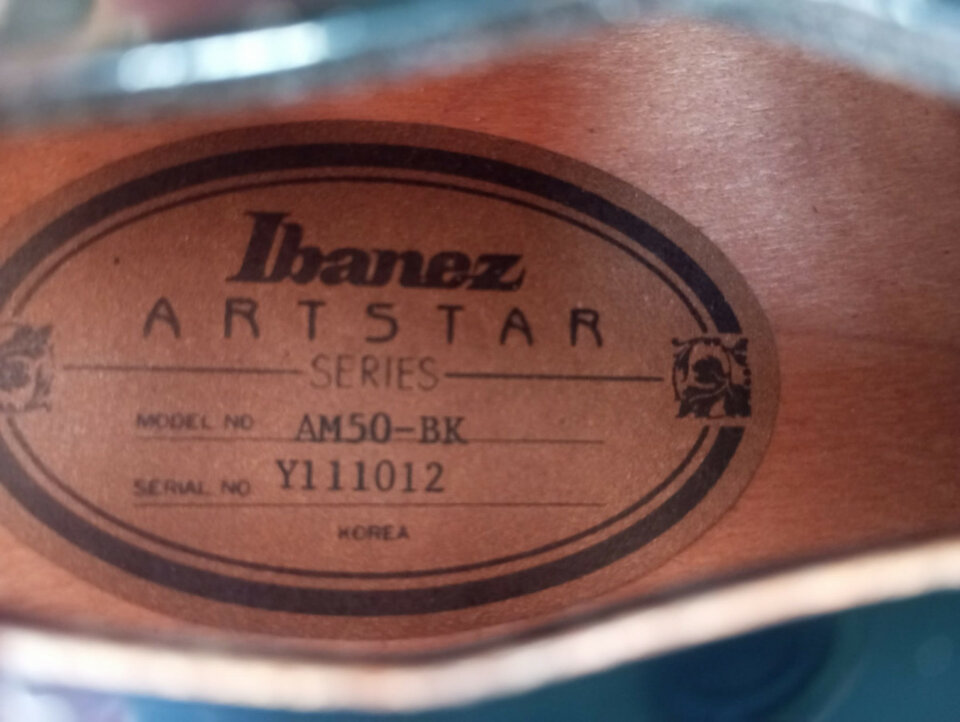 Ibanez
ARTSTAR
SERIES
MODEL NO AM50-BK
SERIAL NO Y111012
KOREA